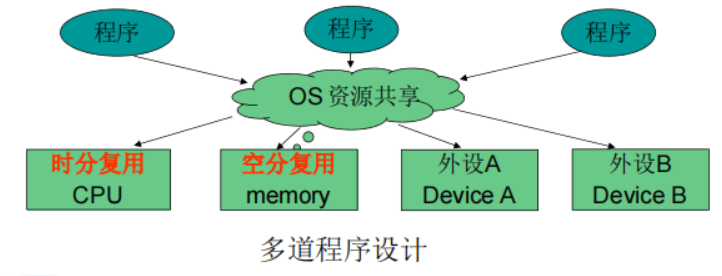 程序
程序
程序
OS 资源共享
时分复用
CPU
空分复用
memory
外设A
Device A
外设B
Device B
多道程序设计